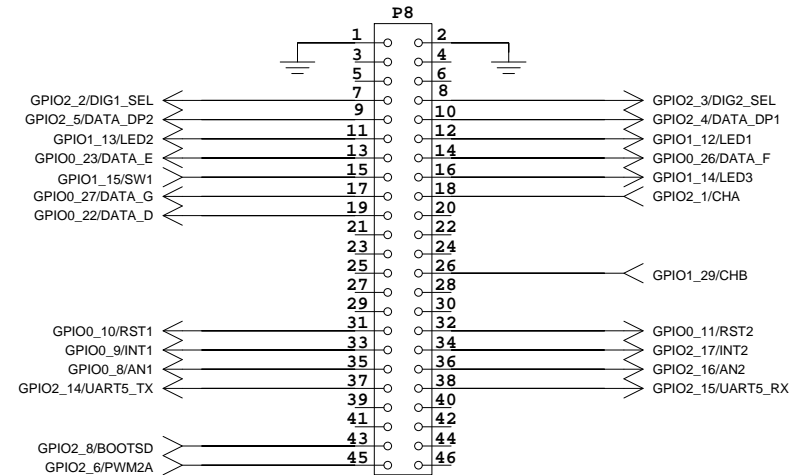 P8
1 2
3 4
5 6
GPIO2_2/DIG1_SEL 7 8 GPIO2_3/DIG2_SEL
GPIO2_5/DATA_DP2 9 10 GPIO2_4/DATA_DP1
GPIO1_13/LED2 11 12 GPIO1_12/LED1
GPIO0_23/DATA_E 13 14 GPIO0_26/DATA_F
GPIO1_15/SW1 15 16 GPIO1_14/LED3
GPIO0_27/DATA_G 17 18 GPIO2_1/CHA
GPIO0_22/DATA_D 19 20
21 22
23 24
25 26 GPIO1_29/CHB
27 28
29 30
GPIO0_10/RST1 31 32 GPIO0_11/RST2
GPIO0_9/INT1 33 34 GPIO2_17/INT2
GPIO0_8/AN1 35 36 GPIO2_16/AN2
GPIO2_14/UART5_TX 37 38 GPIO2_15/UART5_RX
39 40
41 42
GPIO2_8/BOOTSD 43 44
GPIO2_6/PWM2A 45 46